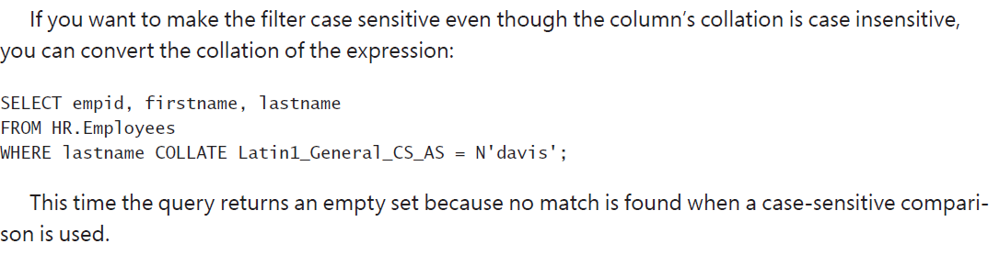 If you want to make the filter case sensitive even though the column’s collation is case insensitive,
you can convert the collation of the expression:
SELECT empid, firstname, lastname
FROM HR.Employees
WHERE lastname COLLATE Latin1_General_CS_AS = N'davis';
This time the query returns an empty set because no match is found when a case-sensitive compari-
son is used.